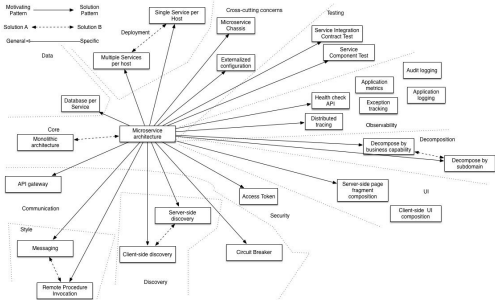 Motivating
Pattern
Solution
Pattern
Solution A
Solution B
General
Specific
Single Service per
Host
Cross-cutting concerns
Testing
Microservice
Chassis
Deployment
Service Integration
Contract Test
Service
Component Test
Multiple Services
per host
Externalized
configuration
Audit logging
Data
Application
metrics
Application
logging
Health check
API
Exception
tracking
Database per
Service
Distributed
tracing
Observability
Core
Monolithic
architecture
Microservice
architecture
Decomposition
Decompose by
business capability
Decompose by
subdomain
API gateway
Server-side page
fragment
composition
UI
Access Token
Communication
Server-side
discovery
Security
Client-side UI
composition
Style
Messaging
Client-side discovery
Circuit Breaker
Remote Procedure
Invocation
Discovery